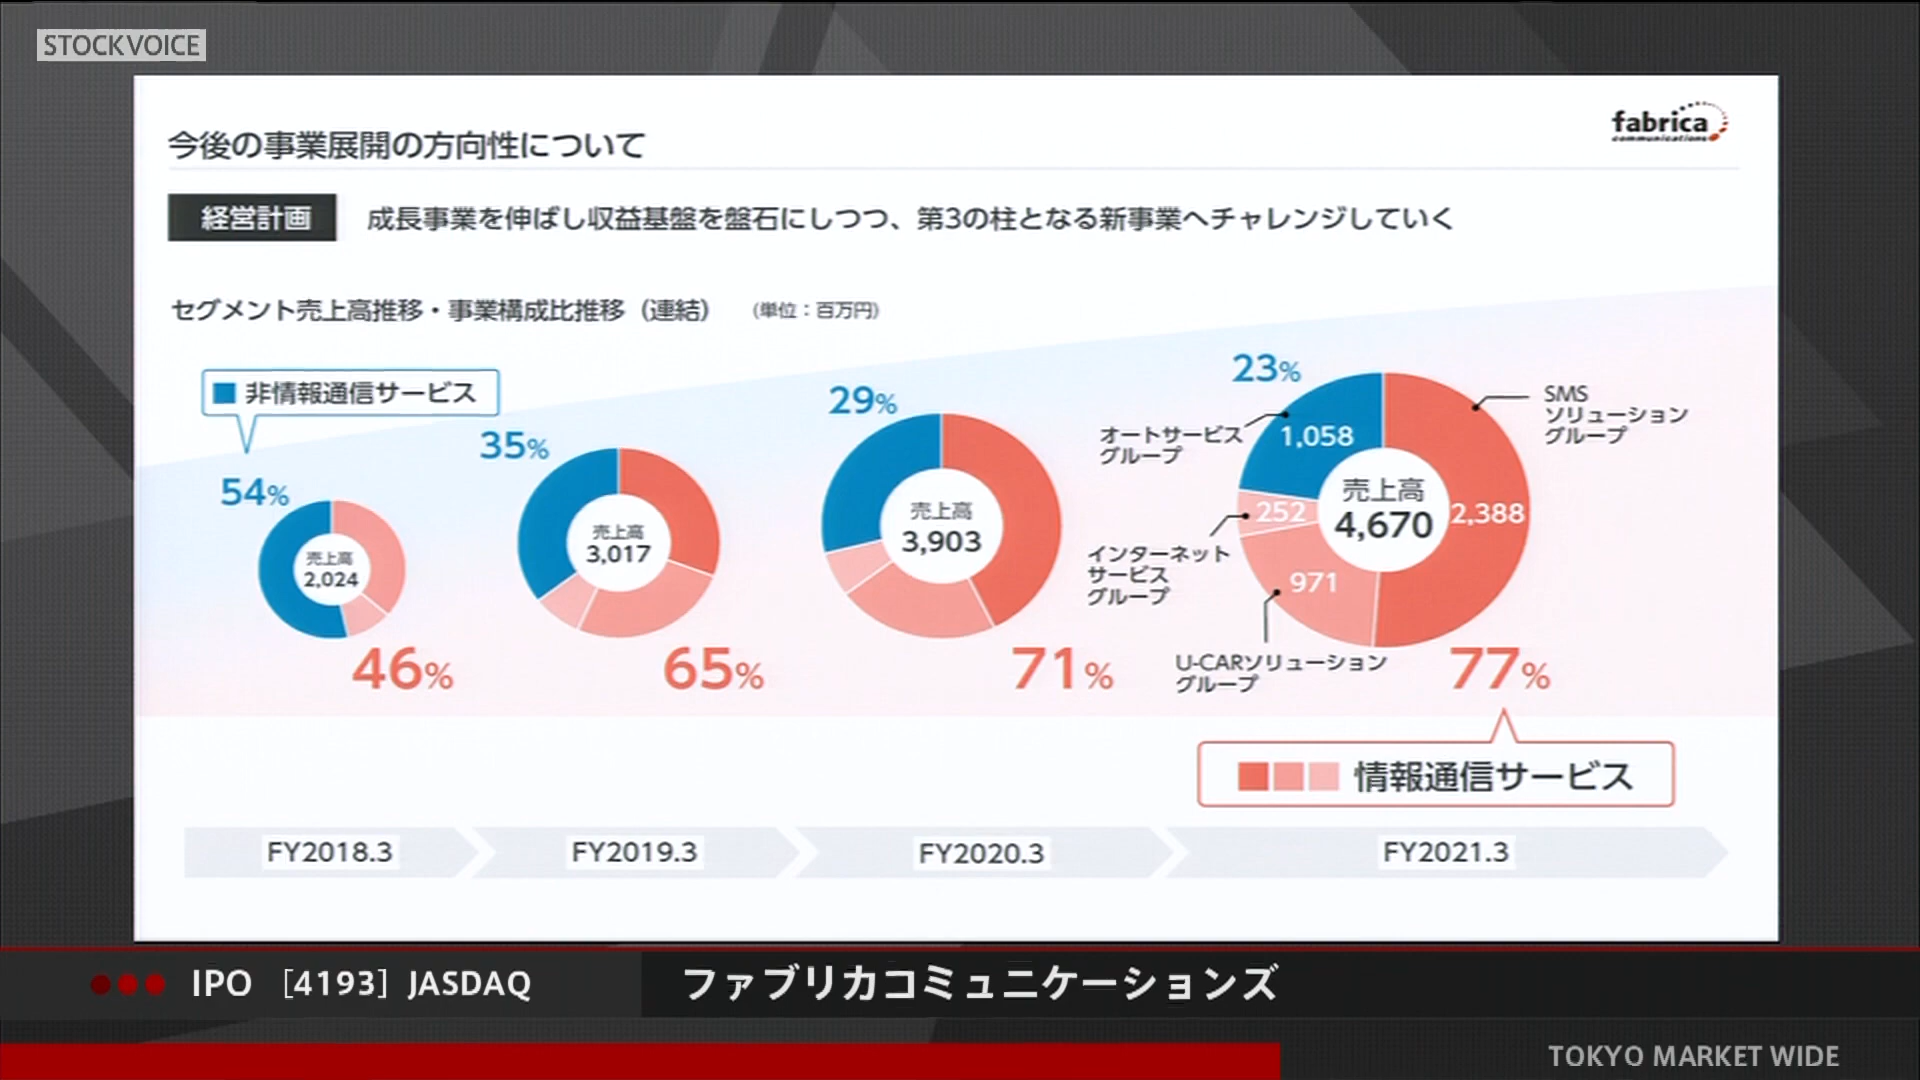 STOCKVOICE
fabrica
communications
今後の事業展開の方向性について
経営計画
成長事業を伸ばし収益基盤を盤石にしつつ、第3の柱となる新事業へチャレンジしていく
セグメント売上高推移・事業構成比推移（連結）
(単位：百万円)
非情報通信サービス
54%
売上高
2,024
46%
35%
売上高
3,017
65%
29%
売上高
3,903
71%
23%
オートサービス
グループ
1,058
SMS
ソリューション
グループ
売上高
4,670
2,388
252
インターネット
サービス
グループ
971
U-CARソリューション
グループ
77%
情報通信サービス
FY2018.3
FY2019.3
FY2020.3
FY2021.3
IPO [4193] JASDAQ
ファブリカコミュニケーションズ
TOKYO MARKET WIDE